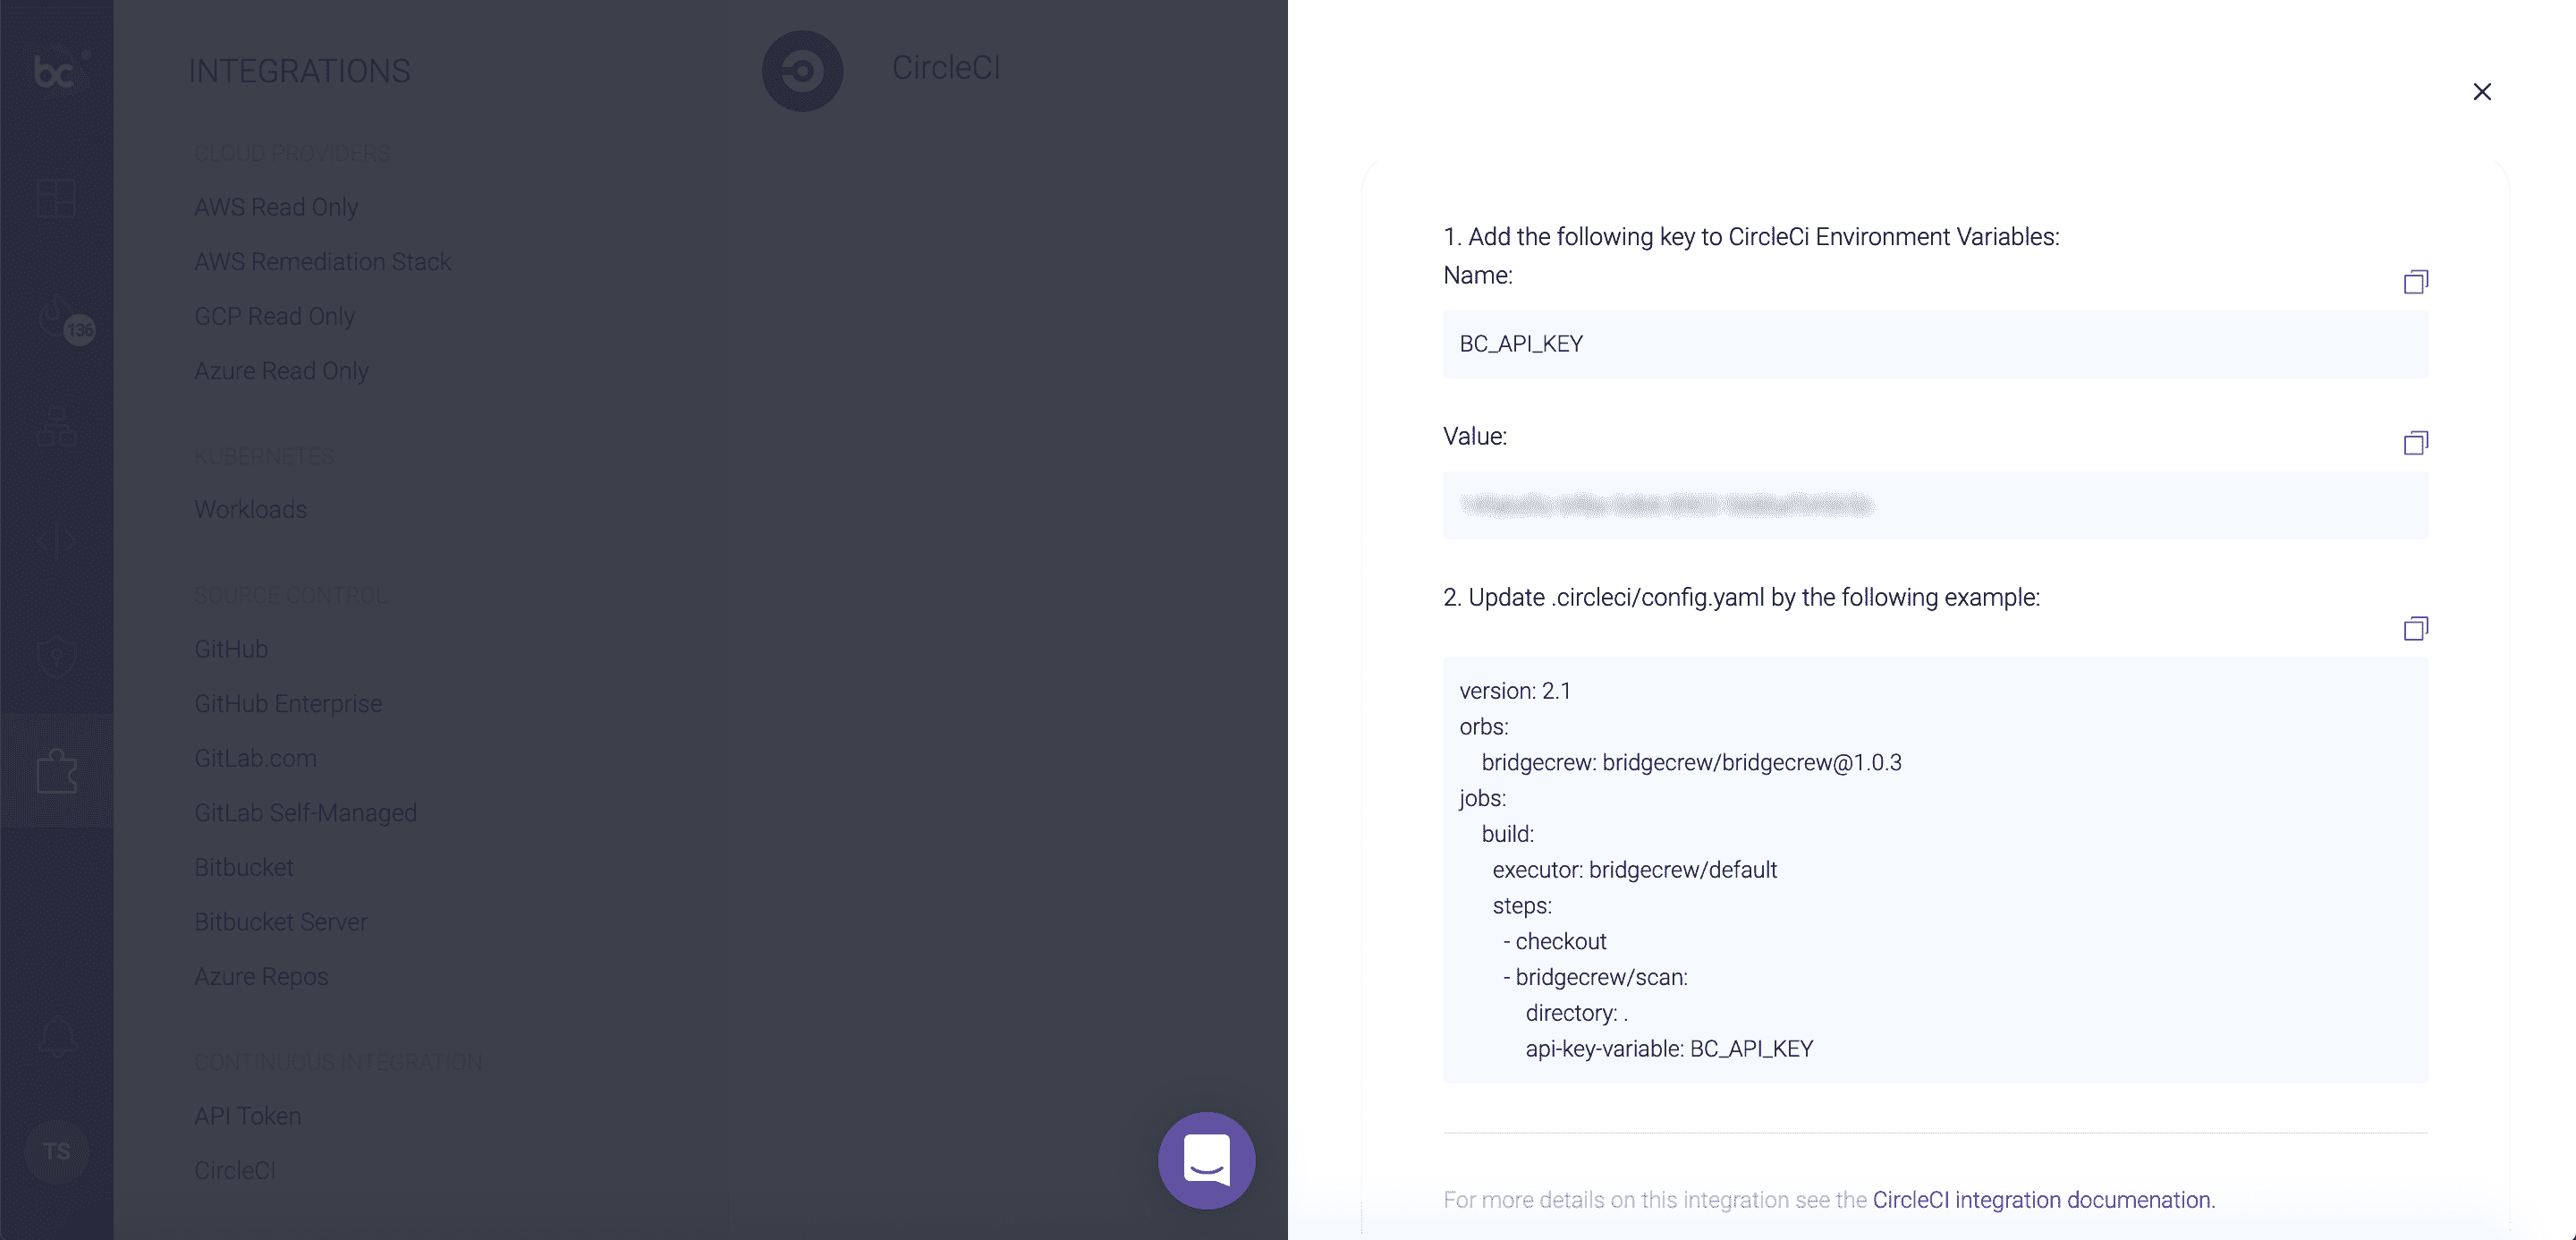 bc
INTEGRATIONS
CircleCI
CLOUD PROVIDERS
AWS Read Only
AWS Remediation Stack
GCP Read Only
136
Azure Read Only
KUBERNETES
Workloads
SOURCE CONTROL
GitHub
GitHub Enterprise
GitLab.com
GitLab Self-Managed
Bitbucket
Bitbucket Server
Azure Repos
CONTINUOUS INTEGRATION
API Token
TS
CircleCI
1. Add the following key to CircleCi Environment Variables:
Name:
BC_API_KEY
Value:
2. Update .circleci/config.yaml by the following example:
version: 2.1
orbs:
bridgecrew: bridgecrew/bridgecrew@1.0.3
jobs:
build:
executor: bridgecrew/default
steps:
- checkout
- bridgecrew/scan:
directory: .
api-key-variable: BC_API_KEY
For more details on this integration see the CircleCI integration documenation.